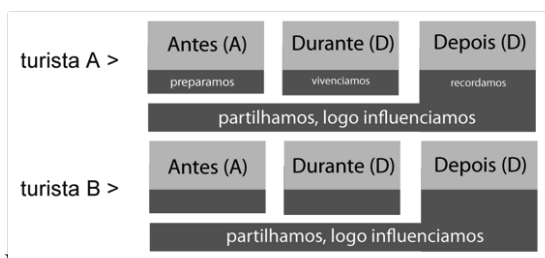 turista A >
Antes (A)
Durante (D)
Depois (D)
preparamos
vivenciamos
recordamos
partilhamos, logo influenciamos
turista B >
Antes (A)
Durante (D)
Depois (D)
partilhamos, logo influenciamos